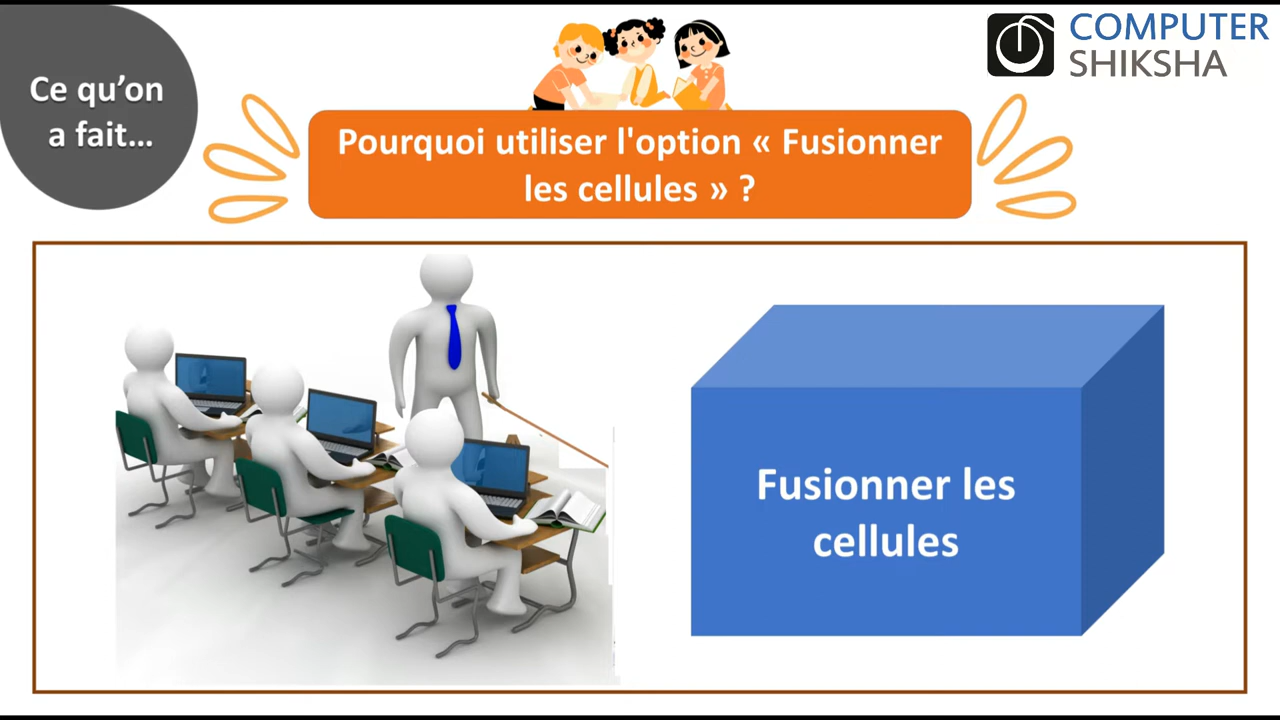 COMPUTER
SHIKSHA
Ce qu’on
a fait...
Pourquoi utiliser l'option « Fusionner
les cellules » ?
Fusionner les
cellules